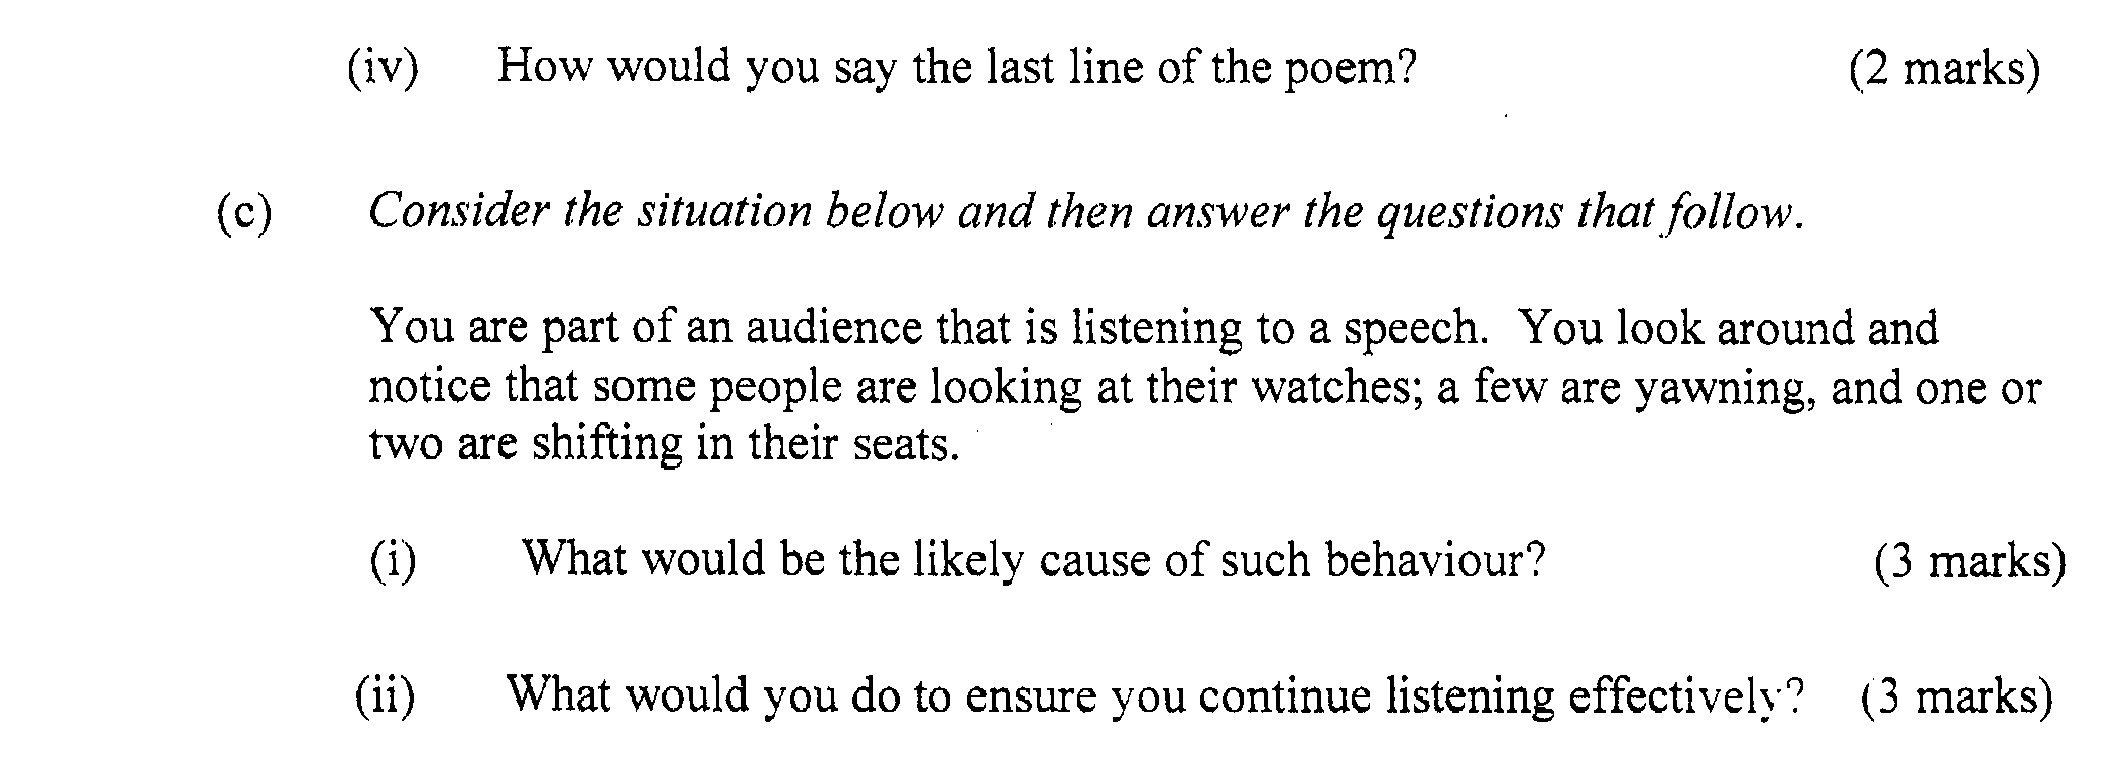 (iv) How would you say the last line of the poem? (2 marks)
(c) Consider the situation below and then answer the questions that follow.
You are part of an audience that is listening to a speech. You look around and
notice that some people are looking at their watches; a few are yawning, and one or
two are shifting in their seats.
(i) What would be the likely cause of such behaviour? (3 marks)
(ii) What would you do to ensure you continue listening effectively? (3 marks)